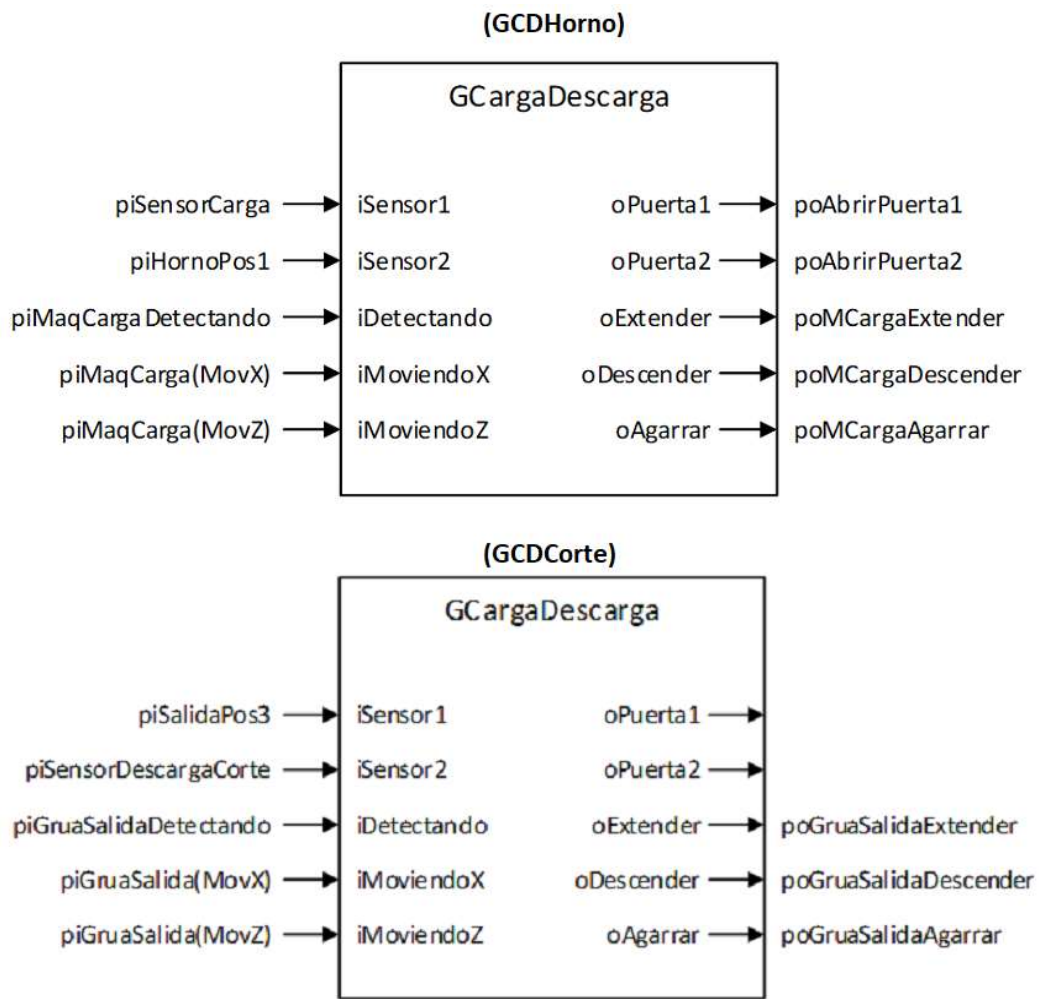 (GCDHorno)
GCargaDescarga
piSensorCarga iSensor1 oPuerta1 poAbrirPuerta1
piHornoPos1 iSensor2 oPuerta2 poAbrirPuerta2
piMaqCargaDetectando iDetectando oExtender poMCargaExtender
piMaqCarga(MovX) iMoviendoX oDescender poMCargaDescender
piMaqCarga(MovZ) iMoviendoZ oAgarrar poMCargaAgarrar
(GCDCorte)
GCargaDescarga
piSalidaPos3 iSensor1 oPuerta1
piSensorDescargaCorte iSensor2 oPuerta2
piGruaSalidaDetectando iDetectando oExtender poGruaSalidaExtender
piGruaSalida(MovX) iMoviendoX oDescender poGruaSalidaDescender
piGruaSalida(MovZ) iMoviendoZ oAgarrar poGruaSalidaAgarrar